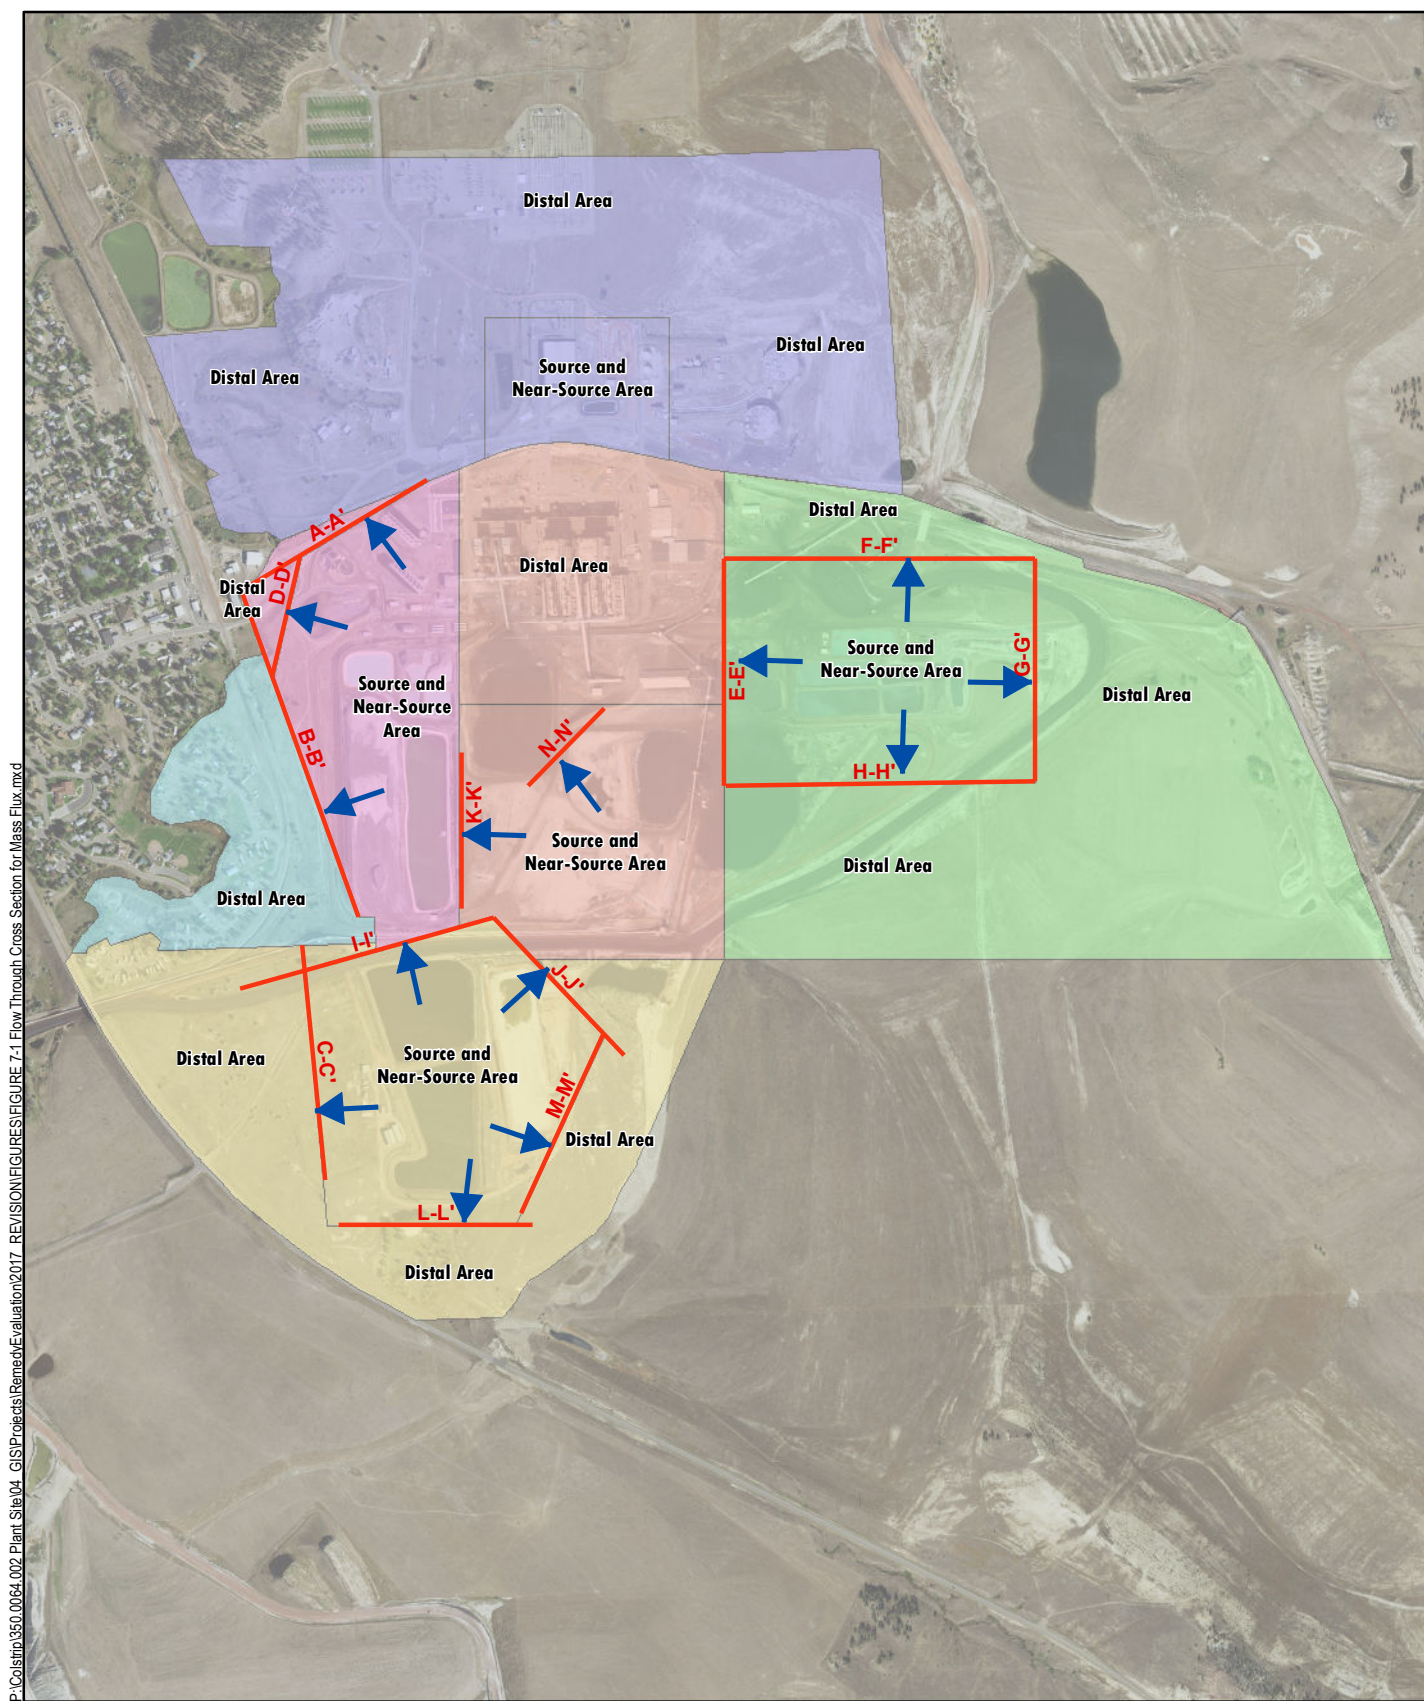 Distal Area
Distal Area
Source and
Near-Source Area
Distal Area
Distal Area
F-F'
A-A'
Distal Area
Distal
Area
D-D'
Source and
Near-Source Area
G-G'
E-E'
Distal Area
Source and
Near-Source
Area
B-B'
N-N'
H-H'
K-K'
Source and
Near-Source Area
Distal Area
Distal Area
I-I'
J-J'
Distal Area
C-C'
Source and
Near-Source Area
M-M'
Distal Area
L-L'
Distal Area
P:\Colstrip\350.0064.002 Plant Site\04_GIS\Projects\RemedyEvaluation\2017_REVISION\FIGURES\FIGURE 7-1 Flow Through Cross Section for Mass Flux.mxd